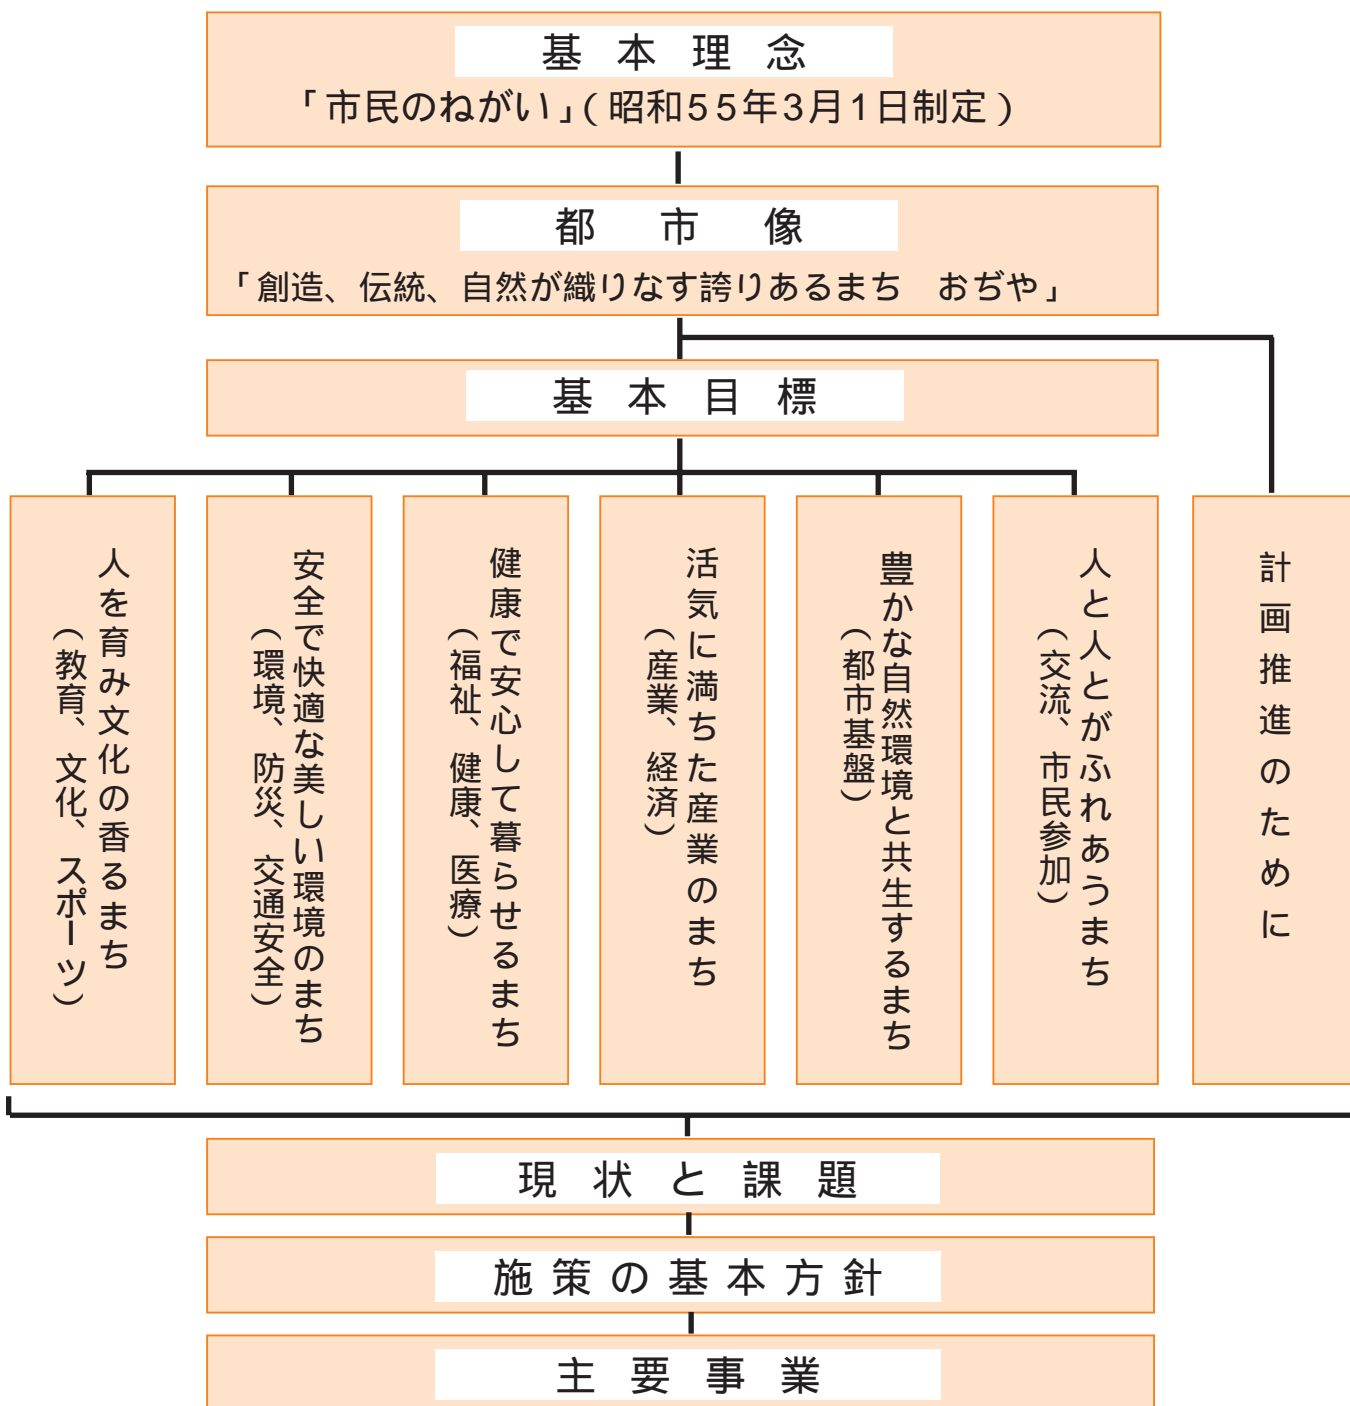 基本理念
「市民のねがい」(昭和55年3月1日制定)
都市像
「創造、伝統、自然が織りなす誇りあるまち　おぢや」
基本目標
人を育み文化の香るまち
(教育、文化、スポーツ)
安全で快適な美しい環境のまち
(環境、防災、交通安全)
健康で安心して暮らせるまち
(福祉、健康、医療)
活気に満ちた産業のまち
(産業、経済)
豊かな自然環境と共生するまち
(都市基盤)
人と人とがふれあうまち
(交流、市民参加)
計画推進のために
現状と課題
施策の基本方針
主要事業